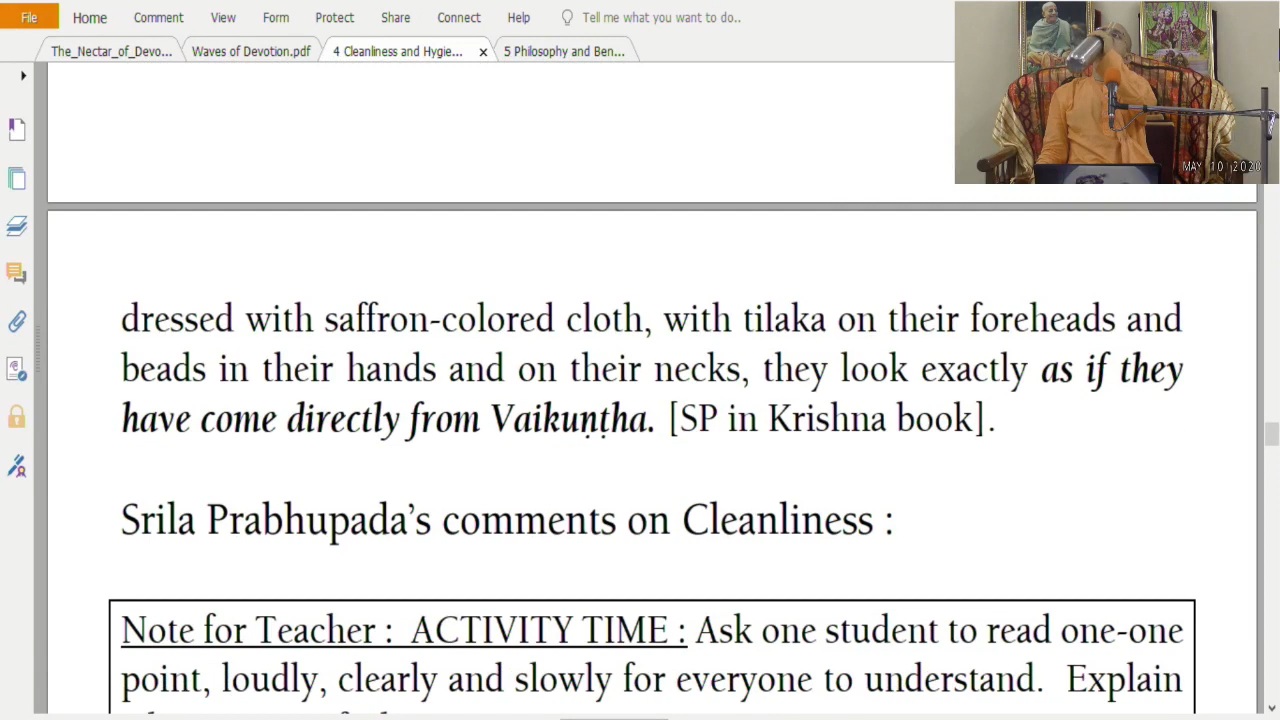 File Home Comment View Form Protect Share Connect Help Tell me what you want to do..
The_Nectar_of_Devo... Waves of Devotion.pdf 4 Cleanliness and Hygie... x 5 Philosophy and Ben...
MAY 10 2020
dressed with saffron-colored cloth, with tilaka on their foreheads and
beads in their hands and on their necks, they look exactly as if they
have come directly from Vaikuṇṭha. [SP in Krishna book].
Srila Prabhupada's comments on Cleanliness :
Note for Teacher : ACTIVITY TIME : Ask one student to read one-one
point, loudly, clearly and slowly for everyone to understand. Explain